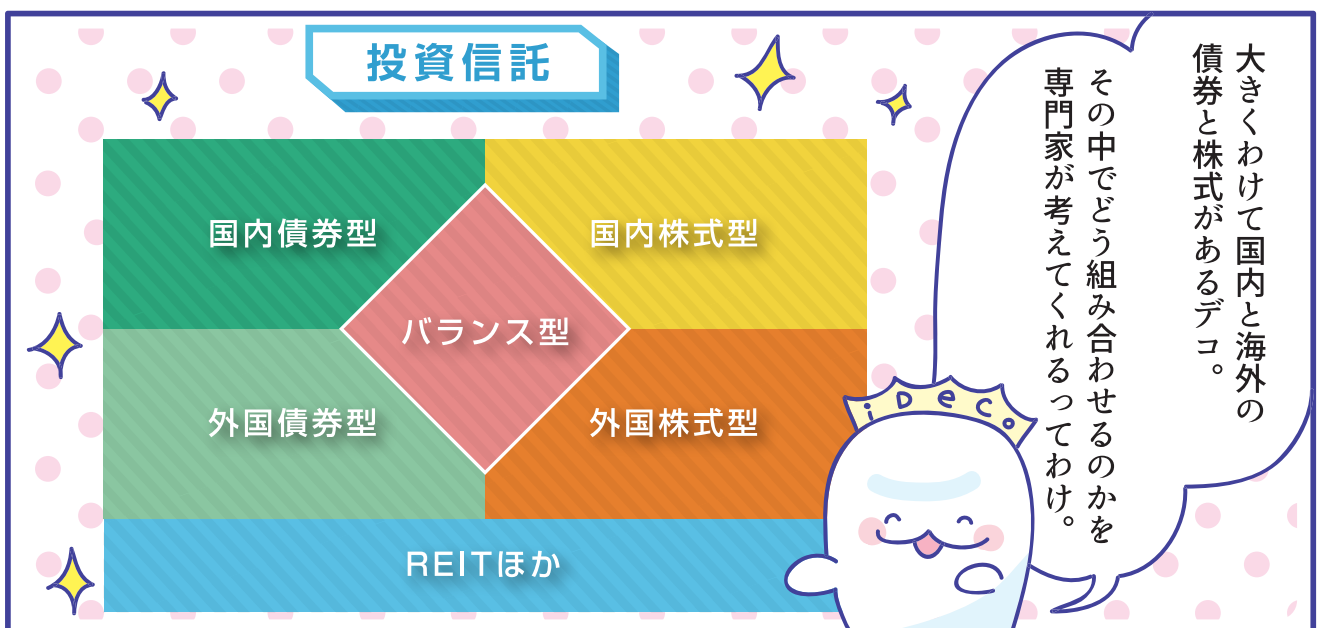 投資信託
大きくわけて国内と海外の
債券と株式があるデコ。
その中でどう組み合わせるのかを
専門家が考えてくれるってわけ。
国内債券型
国内株式型
バランス型
外国債券型
外国株式型
REITほか
iDeCo